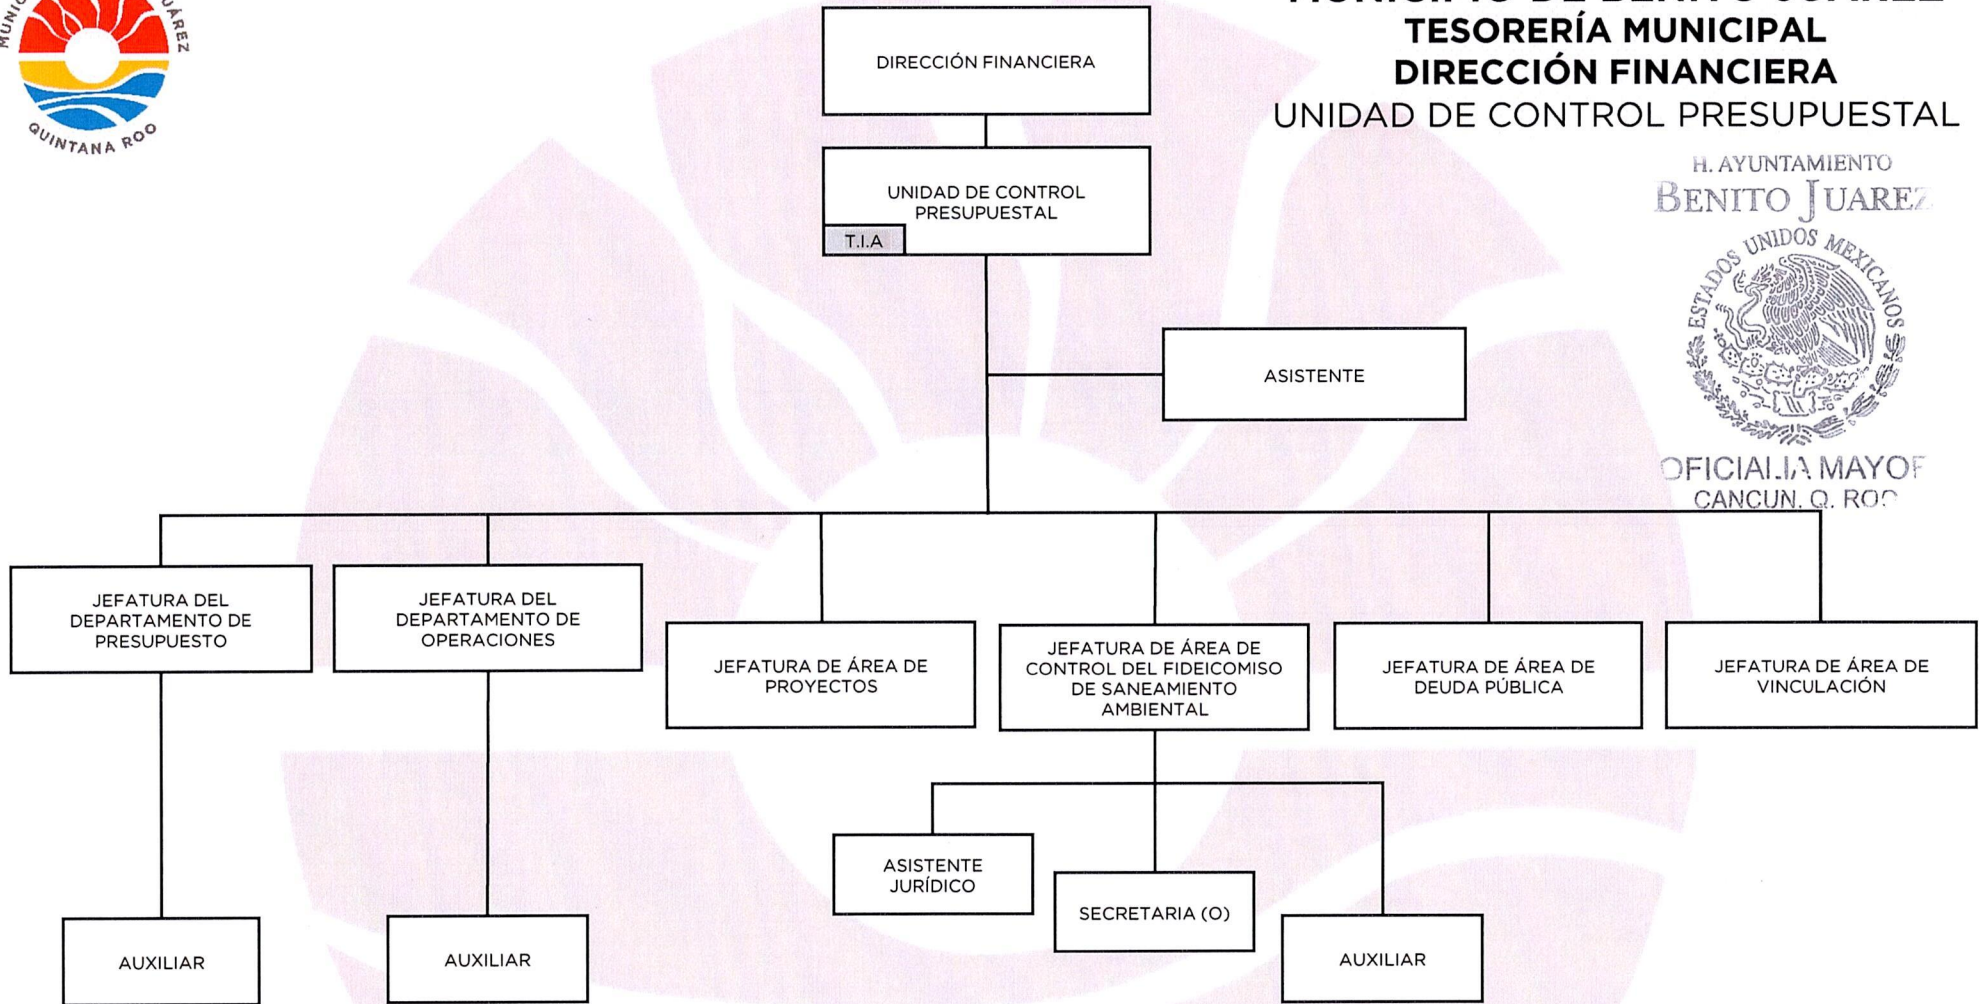 QUINTANA ROO
TESORERÍA MUNICIPAL
DIRECCIÓN FINANCIERA
UNIDAD DE CONTROL PRESUPUESTAL
H. AYUNTAMIENTO
BENITO JUAREZ
ESTADOS UNIDOS MEXICANOS
CANCUN. Q.
DIRECCIÓN FINANCIERA
UNIDAD DE CONTROL
PRESUPUESTAL
T.I.A
ASISTENTE
JEFATURA DEL
DEPARTAMENTO DE
PRESUPUESTO
JEFATURA DEL
DEPARTAMENTO DE
OPERACIONES
JEFATURA DE ÁREA DE
PROYECTOS
JEFATURA DE ÁREA DE
CONTROL DEL FIDEICOMISO
DE SANEAMIENTO
AMBIENTAL
JEFATURA DE ÁREA DE
DEUDA PÚBLICA
JEFATURA DE ÁREA DE
VINCULACIÓN
ASISTENTE
JURÍDICO
SECRETARIA (O)
AUXILIAR
AUXILIAR
AUXILIAR